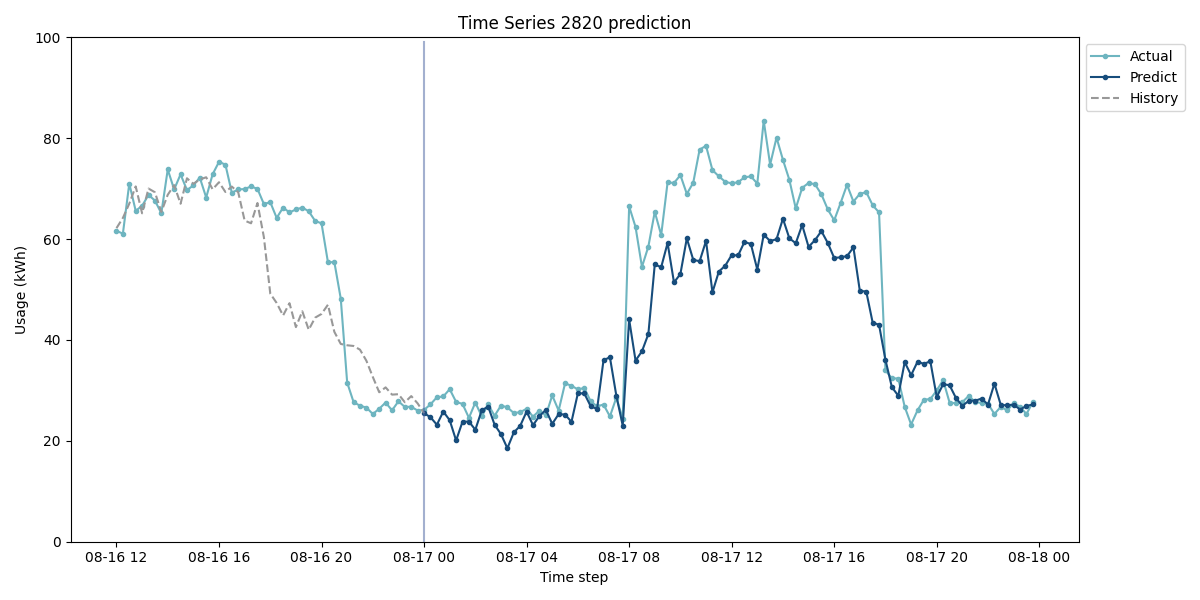 Time Series 2820 prediction
100
80
60
40
20
0
Usage (kWh)
08-16 12
08-16 16
08-16 20
08-17 00
08-17 04
08-17 08
08-17 12
08-17 16
08-17 20
08-18 00
Time step
Actual
Predict
History